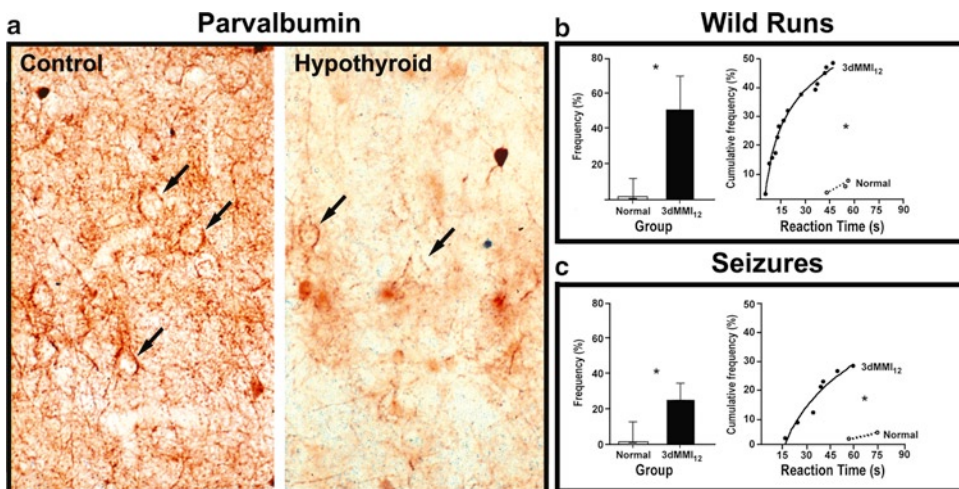 a
Parvalbumin
Control
Hypothyroid
b
Wild Runs
Frequency (%)
80
60
40
20
*
Normal
3dMMI₁₂
Group
Cumulative frequency (%)
50
40
30
20
10
0
3dMMI₁₂
*
Normal
15 30 45 60 75 90
Reaction Time (s)
c
Seizures
Frequency (%)
80
60
40
20
0
*
Normal
3dMMI₁₂
Group
Cumulative frequency (%)
50
40
30
20
10
0
3dMMI₁₂
*
Normal
15 30 45 60 75 90
Reaction Time (s)